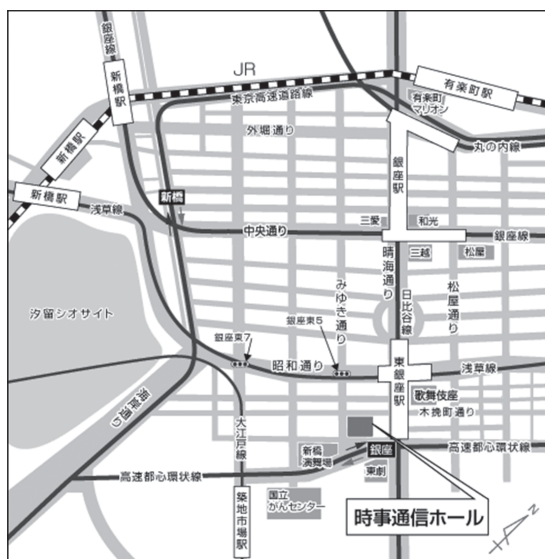 JR
新橋駅
東京高速道路線
有楽町
マリオン
有楽町駅
新橋駅
外堀通り
丸の内線
新橋駅
浅草線
新橋
銀座駅
三愛
和光
中央通り
銀座線
三越
松屋
晴海通り
みゆき通り
日比谷線
松屋通り
汐留シオサイト
銀座東7
銀座東5
昭和通り
浅草線
東銀座駅
歌舞伎座
木挽町通り
海岸通り
大江戸線
新橋
演舞場
銀座
東劇
高速都心環状線
高速都心環状線
築地市場駅
国立
がんセンター
時事通信ホール
N